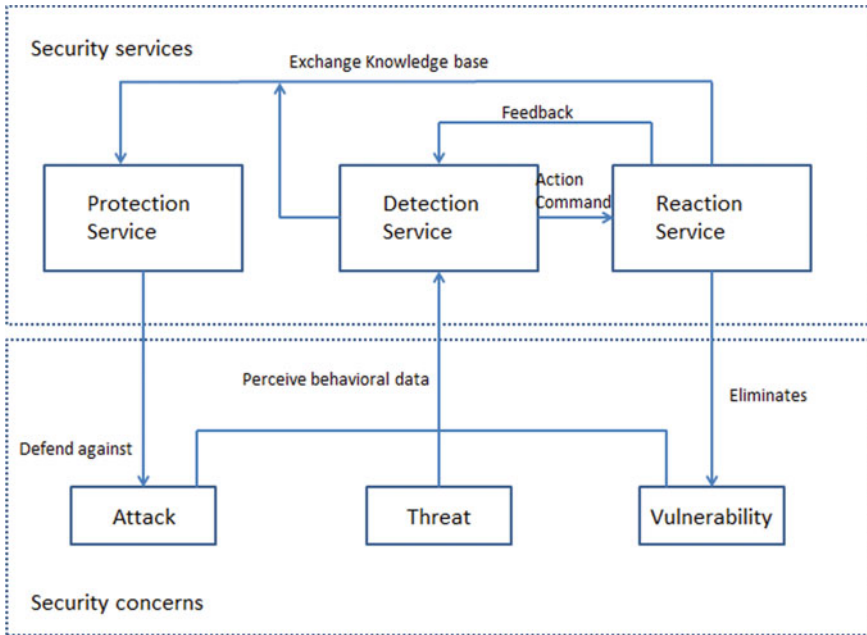 Security services
Exchange Knowledge base
Feedback
Protection
Service
Detection
Service
Action
Command
Reaction
Service
Perceive behavioral data
Eliminates
Defend against
Attack
Threat
Vulnerability
Security concerns